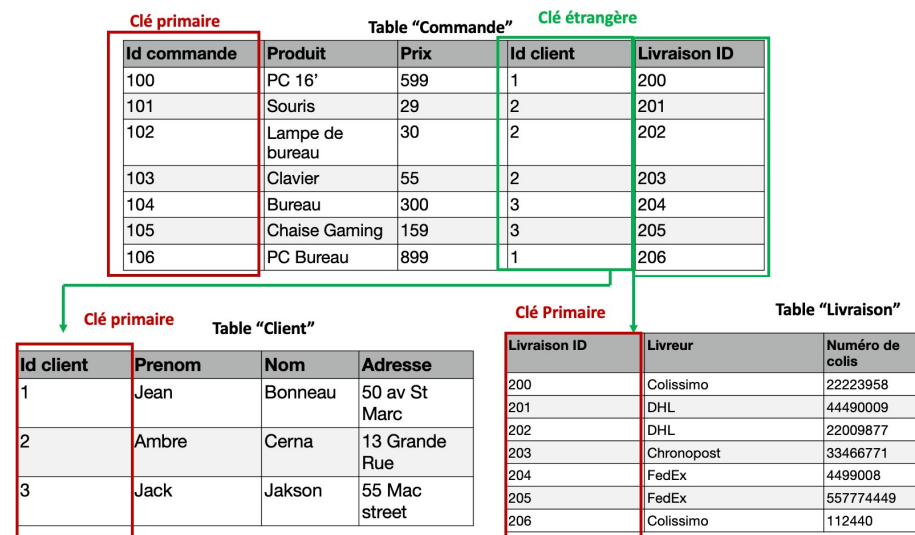 Clé primaire
Table “Commande”
Clé étrangère
Id commande Produit Prix Id client Livraison ID
100 PC 16’ 599 1 200
101 Souris 29 2 201
102 Lampe de bureau 30 2 202
103 Clavier 55 2 203
104 Bureau 300 3 204
105 Chaise Gaming 159 3 205
106 PC Bureau 899 1 206
Clé primaire
Table “Client”
Id client Prenom Nom Adresse
1 Jean Bonneau 50 av St Marc
2 Ambre Cerna 13 Grande Rue
3 Jack Jakson 55 Mac street
Clé Primaire
Table “Livraison”
Livraison ID Livreur Numéro de colis
200 Colissimo 22223958
201 DHL 44490009
202 DHL 22009877
203 Chronopost 33466771
204 FedEx 4499008
205 FedEx 557774449
206 Colissimo 112440